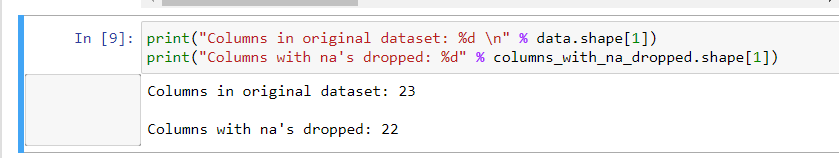 In [9]: print("Columns in original dataset: %d \n" % data.shape[1])
print("Columns with na's dropped: %d" % columns_with_na_dropped.shape[1])
Columns in original dataset: 23
Columns with na's dropped: 22